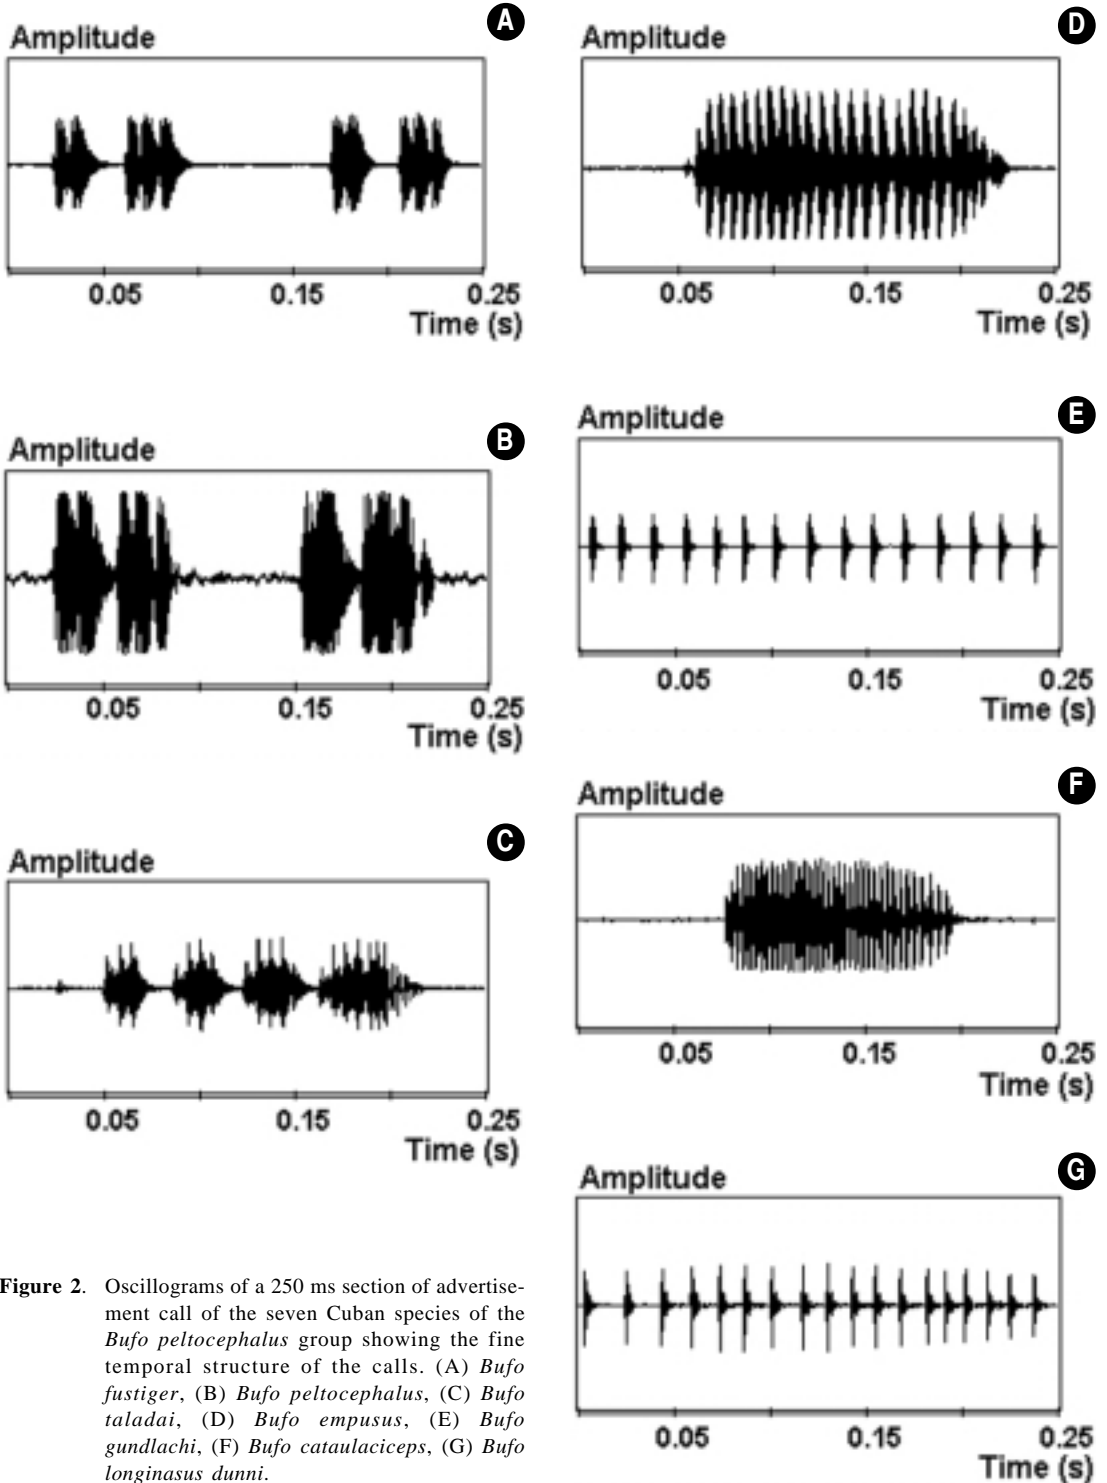 Amplitude
A
0.05 0.15 0.25
Time (s)
Amplitude
B
0.05 0.15 0.25
Time (s)
Amplitude
C
0.05 0.15 0.25
Time (s)
Amplitude
D
0.05 0.15 0.25
Time (s)
Amplitude
E
0.05 0.15 0.25
Time (s)
Amplitude
F
0.05 0.15 0.25
Time (s)
Amplitude
G
0.05 0.15 0.25
Time (s)
Figure 2. Oscillograms of a 250 ms section of advertise-
ment call of the seven Cuban species of the
Bufo peltocephalus group showing the fine
temporal structure of the calls. (A) Bufo
fustiger, (B) Bufo peltocephalus, (C) Bufo
taladai, (D) Bufo empusus, (E) Bufo
gundlachi, (F) Bufo cataulaciceps, (G) Bufo
longinasus dunni.